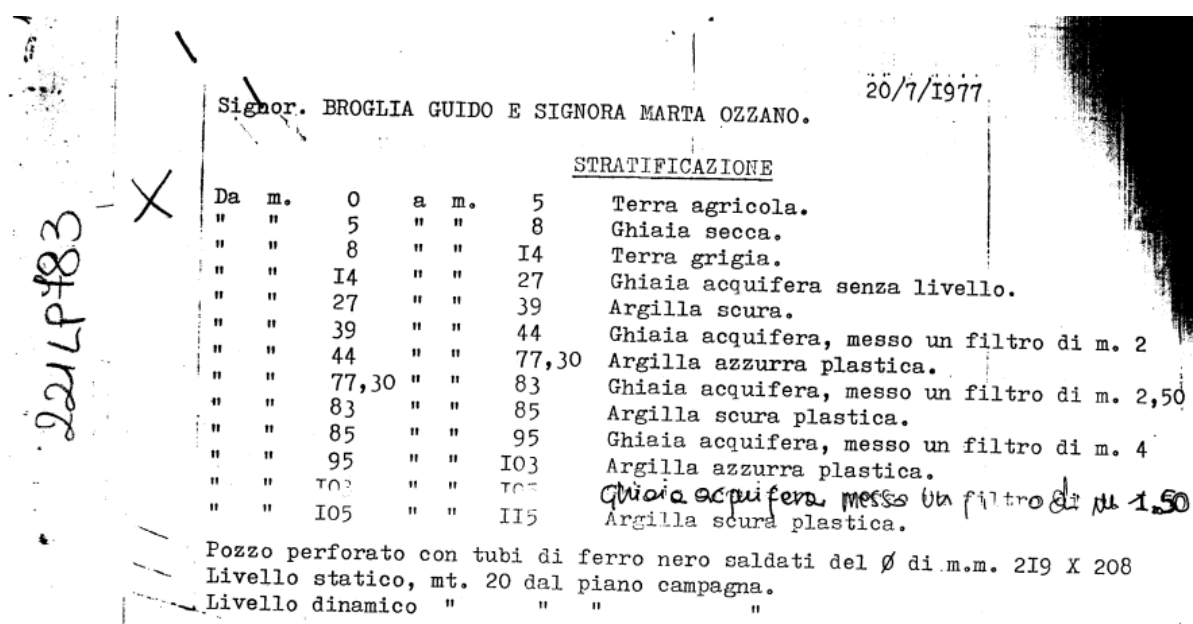 20/7/I977
Signor. BROGLIA GUIDO E SIGNORA MARTA OZZANO.
STRATIFICAZIONE
Da m. 0 a m. 5 Terra agricola.
" " 5 " " 8 Ghiaia secca.
" " 8 " " I4 Terra grigia.
" " I4 " " 27 Ghiaia acquifera senza livello.
" " 27 " " 39 Argilla scura.
" " 39 " " 44 Ghiaia acquifera, messo un filtro di m. 2
" " 44 " " 77,30 Argilla azzurra plastica.
" " 77,30 " " 83 Ghiaia acquifera, messo un filtro di m. 2,50
" " 83 " " 85 Argilla scura plastica.
" " 85 " " 95 Ghiaia acquifera, messo un filtro di m. 4
" " 95 " " I03 Argilla azzurra plastica.
" " I03 " " I05 Ghiaia acquifera messo un filtro di m 1.50
" " I05 " " II5 Argilla scura plastica.
Pozzo perforato con tubi di ferro nero saldati del Ø di m.m. 2I9 X 208
Livello statico, mt. 20 dal piano campagna.
Livello dinamico " " " "
221LP783